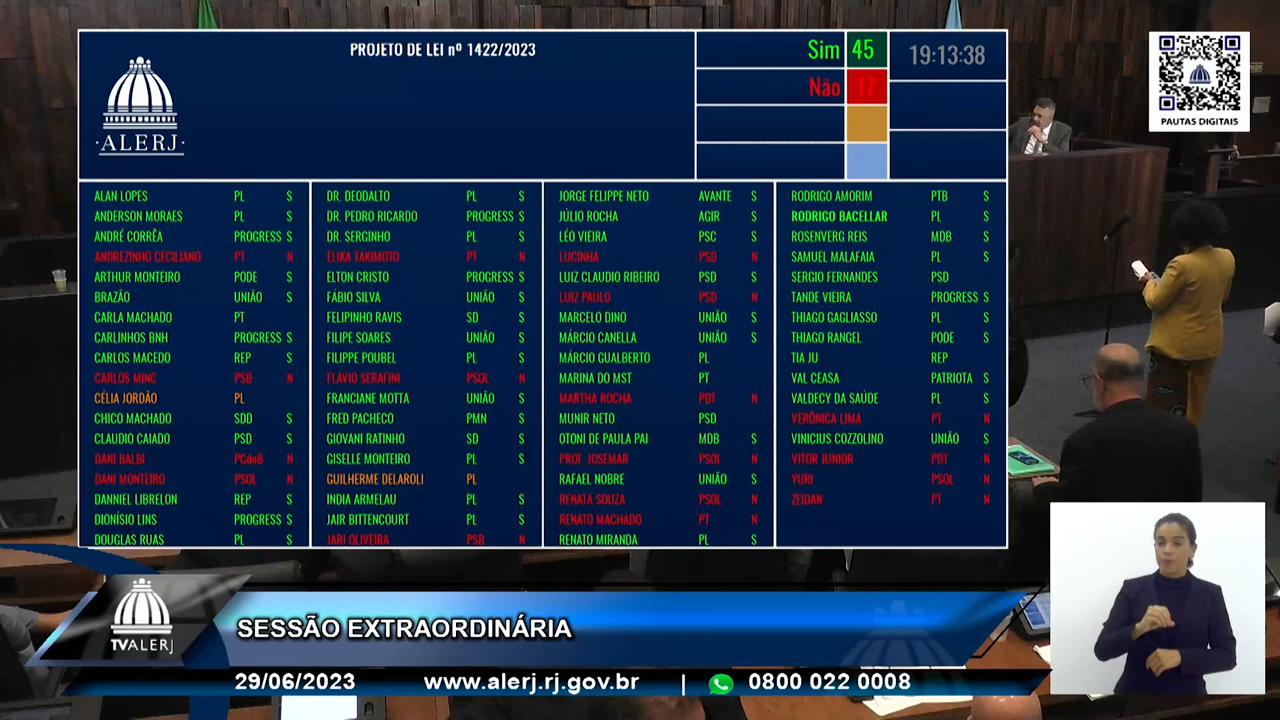 PROJETO DE LEI nº 1422/2023
Sim 45
Não 17
19:13:38
·ALERJ·
PAUTAS DIGITAIS
ALAN LOPES PL S
ANDERSON MORAES PL S
ANDRÉ CORRÊA PROGRESS S
ANDREZINHO CECILIANO PT N
ARTHUR MONTEIRO PODE S
BRAZÃO UNIÃO S
CARLA MACHADO PT
CARLINHOS BNH PROGRESS S
CARLOS MACEDO REP S
CARLOS MINC PSB N
CÉLIA JORDÃO PL
CHICO MACHADO SDD S
CLAUDIO CAIADO PSD S
DANI BALBI PCdoB N
DANI MONTEIRO PSOL N
DANNIEL LIBRELON REP S
DIONÍSIO LINS PROGRESS S
DOUGLAS RUAS PL S
DR. DEODALTO PL S
DR. PEDRO RICARDO PROGRESS S
DR. SERGINHO PL S
ELIKA TAKIMOTO PT N
ELTON CRISTO PROGRESS S
FÁBIO SILVA UNIÃO S
FELIPINHO RAVIS SD S
FILIPE SOARES UNIÃO S
FILIPPE POUBEL PL S
FLAVIO SERAFINI PSOL N
FRANCIANE MOTTA UNIÃO S
FRED PACHECO PMN S
GIOVANI RATINHO SD S
GISELLE MONTEIRO PL S
GUILHERME DELAROLI PL
INDIA ARMELAU PL S
JAIR BITTENCOURT PL S
JARI OLIVEIRA PSB N
JORGE FELIPPE NETO AVANTE S
JÚLIO ROCHA AGIR S
LÉO VIEIRA PSC S
LUCINHA PSD N
LUIZ CLAUDIO RIBEIRO PSD S
LUIZ PAULO PSD N
MARCELO DINO UNIÃO S
MÁRCIO CANELLA UNIÃO S
MÁRCIO GUALBERTO PL
MARINA DO MST PT
MARTHA ROCHA PDT N
MUNIR NETO PSD
OTONI DE PAULA PAI MDB S
PROF. JOSEMAR PSOL N
RAFAEL NOBRE UNIÃO S
RENATA SOUZA PSOL N
RENATO MACHADO PT N
RENATO MIRANDA PL S
RODRIGO AMORIM PTB S
RODRIGO BACELLAR PL S
ROSENVERG REIS MDB S
SAMUEL MALAFAIA PL S
SERGIO FERNANDES PSD
TANDE VIEIRA PROGRESS S
THIAGO GAGLIASSO PL S
THIAGO RANGEL PODE S
TIA JU REP
VAL CEASA PATRIOTA S
VALDECY DA SAÚDE PL S
VERÔNICA LIMA PT N
VINICIUS COZZOLINO UNIÃO S
VITOR JUNIOR PDT N
YURI PSOL N
ZEIDAN PT N
TVALERJ
SESSÃO EXTRAORDINÁRIA
29/06/2023 www.alerj.rj.gov.br | 0800 022 0008